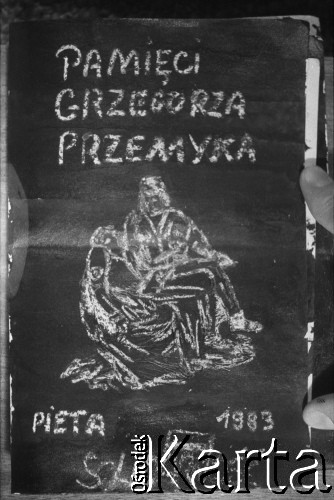 PAMIĘCI
GRZEGORZA
PRZEMYKA
PIETA 1983
Ośrodek Karta